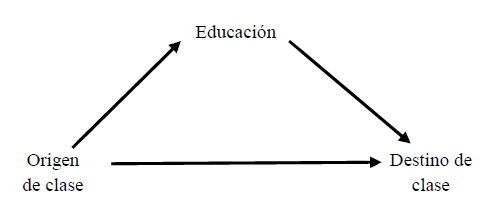 Educación
Origen
de clase
Destino de
clase